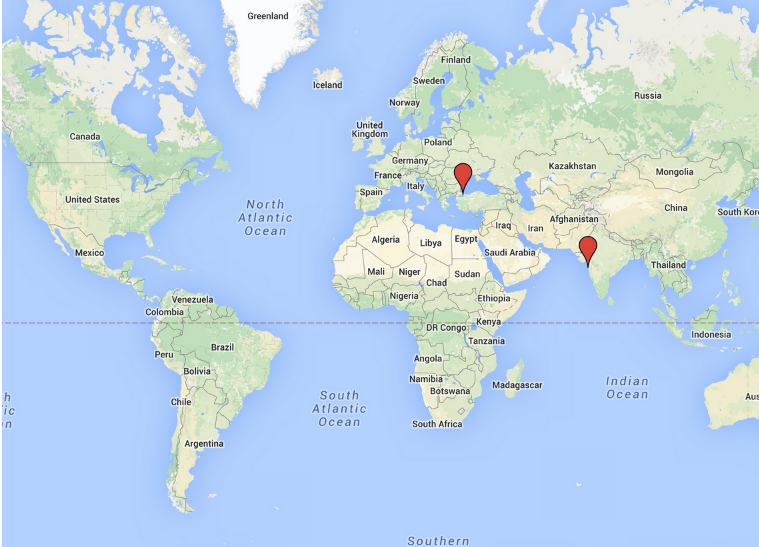 Greenland
Iceland
Finland
Sweden
Norway
Russia
Canada
United
Kingdom
Poland
Germany
France
Italy
Spain
Kazakhstan
Mongolia
United States
North
Atlantic
Ocean
China
South Kor
Afghanistan
Iraq
Iran
Algeria
Libya
Egypt
Saudi Arabia
Mexico
Thailand
Mali
Niger
Sudan
Chad
Nigeria
Ethiopia
Venezuela
Colombia
DR Congo
Kenya
Indonesia
Tanzania
Peru
Brazil
Angola
Bolivia
Namibia
Botswana
Madagascar
Indian
Ocean
h
ic
n
South
Atlantic
Ocean
Chile
Aus
South Africa
Argentina
Southern